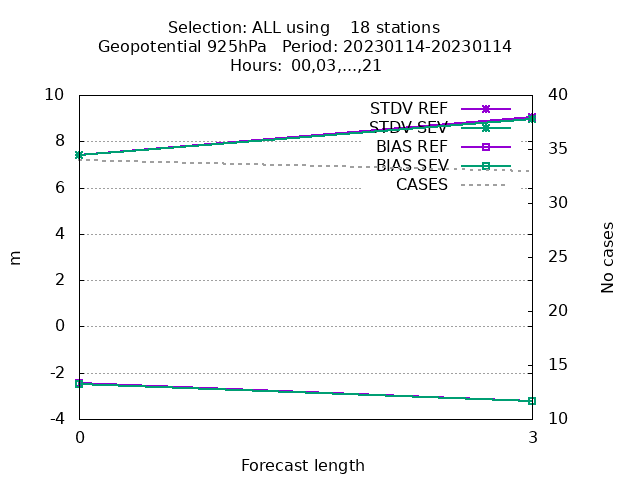 Selection: ALL using    18 stations
Geopotential 925hPa   Period: 20230114-20230114
Hours:  00,03,...,21
10
8
6
4
2
0
-2
-4
m
STDV REF
STDV SEV
BIAS REF
BIAS SEV
CASES
40
35
30
25
20
15
10
No cases
0
3
Forecast length